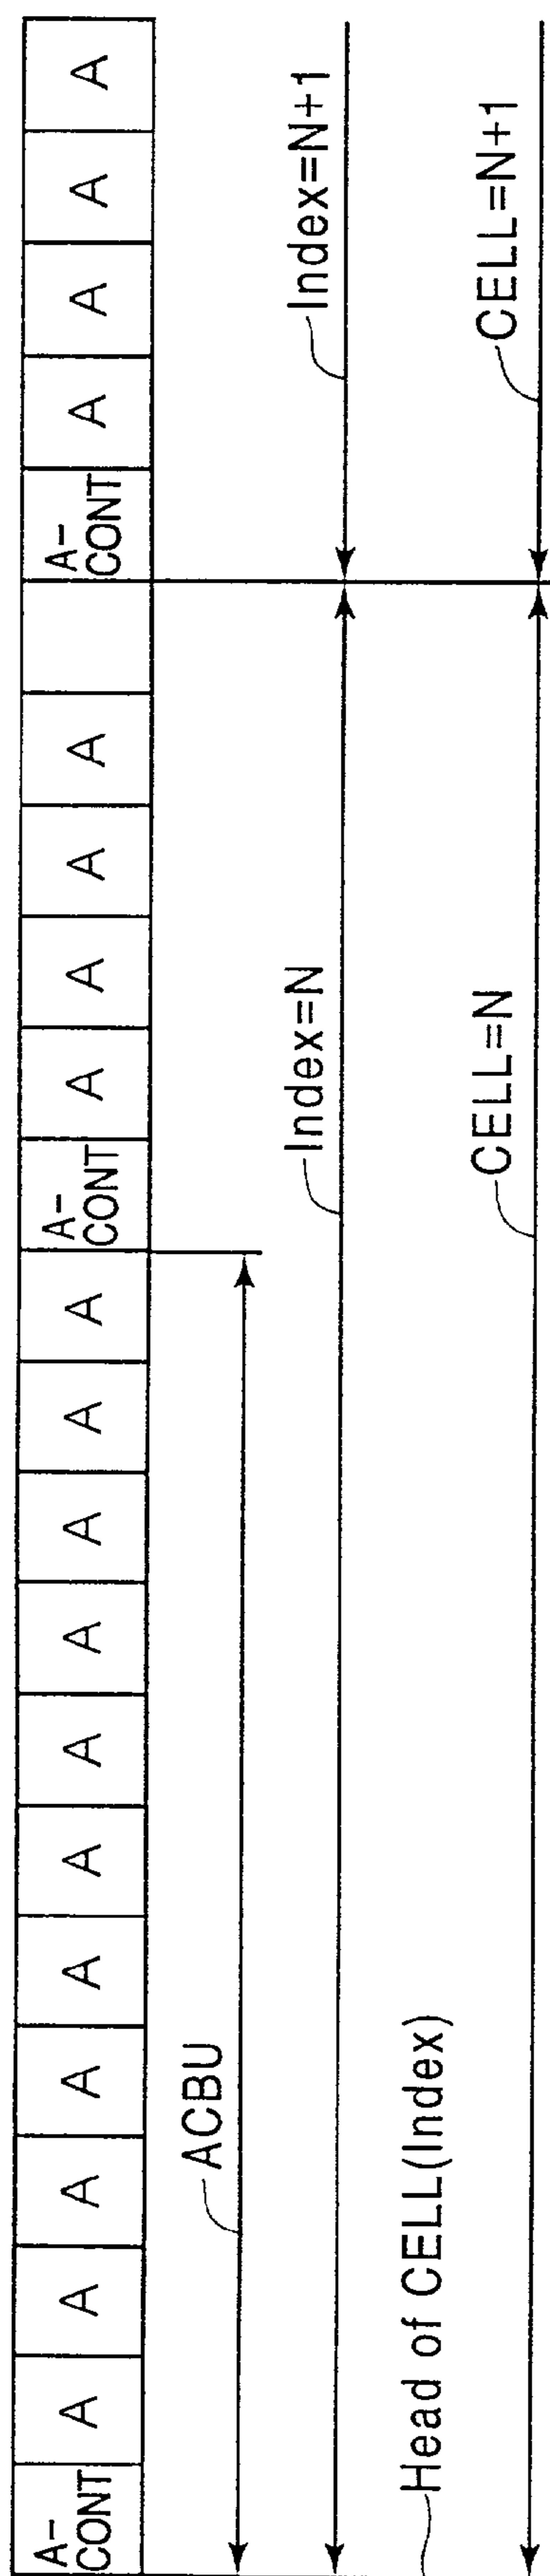 A-
CONT
A
A
A
A
A
A
A
A
A
A
A
A-
CONT
A
A
A
A
A-
CONT
A
A
A
A
ACBU
Index=N
Index=N+1
Head of CELL(Index)
CELL=N
CELL=N+1